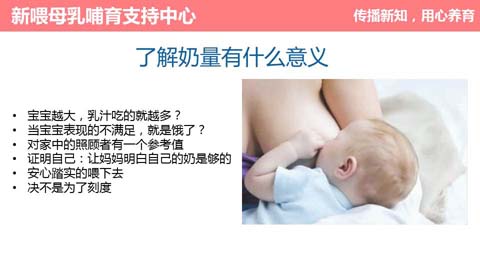 新喂母乳哺育支持中心
传播新知，用心养育
了解奶量有什么意义
• 宝宝越大，乳汁吃的就越多？
• 当宝宝表现的不满足，就是饿了？
• 对家中的照顾者有一个参考值
• 证明自己：让妈妈明白自己的奶是够的
• 安心踏实的喂下去
• 决不是为了刻度